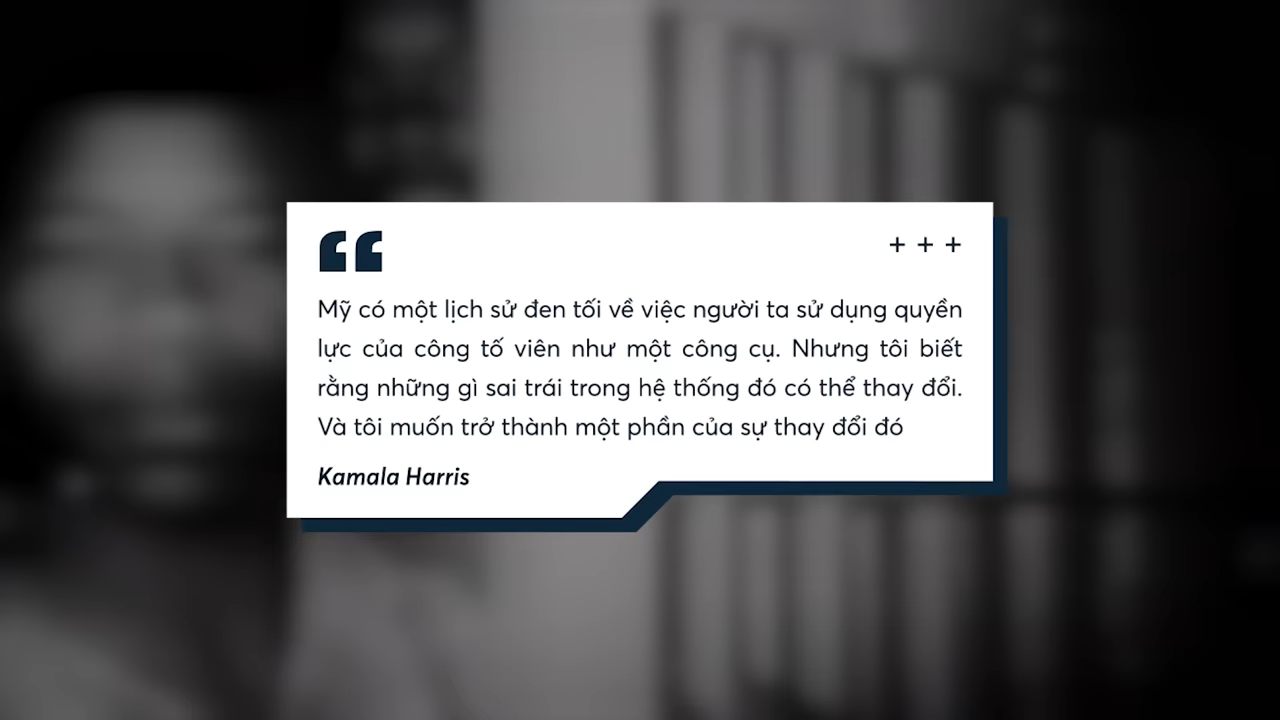 “
+ + +
Mỹ có một lịch sử đen tối về việc người ta sử dụng quyền
lực của công tố viên như một công cụ. Nhưng tôi biết
rằng những gì sai trái trong hệ thống đó có thể thay đổi.
Và tôi muốn trở thành một phần của sự thay đổi đó
Kamala Harris